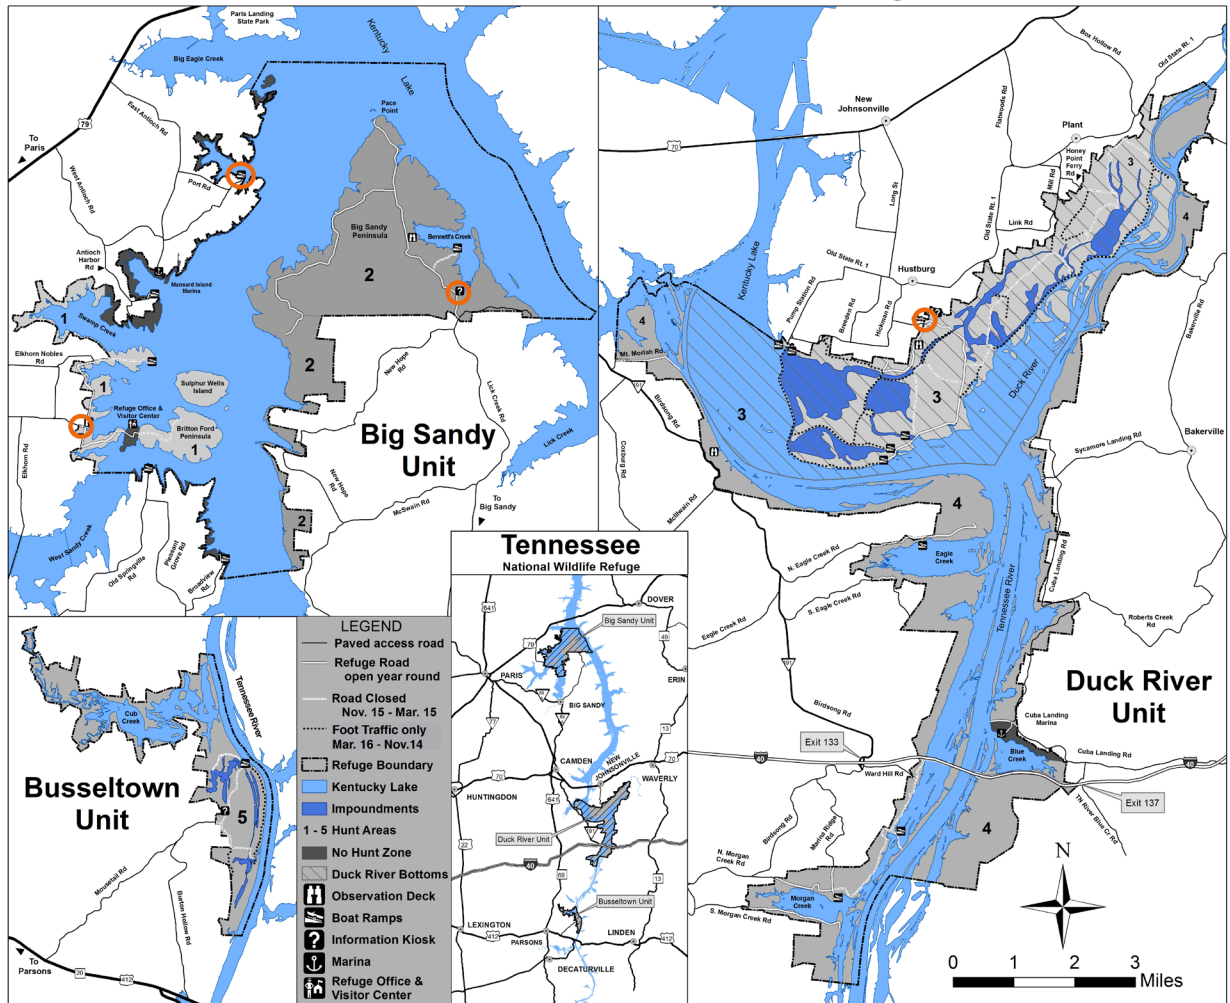 Paris Landing
State Park
Big Eagle Creek
Kentucky
Lake
79
To
Paris
East Antioch Rd
West Antioch Rd
Port Rd
Pace
Point
Big Sandy
Peninsula
Bennett's Creek
2
Antioch
Harbor
Rd
Mansard Island
Marina
1
Swamp Creek
Elkhorn Nobles
Rd
1
Sulphur Wells
Island
Refuge Office &
Visitor Center
Britton Ford
Peninsula
1
Elkhorn Rd
2
New Hope
Rd
Lick Creek Rd
Big Sandy
Unit
Lick Creek
New Hope
Rd
McSwain Rd
To
Big Sandy
2
West Sandy Creek
Old Springville
Rd
Pleasant
Grove Rd
Broadview
Rd.
New
Johnsonville
70
Box Hollow Rd
Old State Rt. 1
Flatwoods Rd
Plant
Honey
Point
Ferry
Rd
Mill Rd
3
4
Long St
Old State Rt. 1
Link Rd
Kentucky Lake
Old State Rt. 1
Hustburg
Pump Station Rd
Breeden Rd
Hickman Rd
Bakerville Rd
4
Mt. Moriah Rd.
191
Birdsong Rd
3
3
Duck River
Coxburg Rd
Sycamore Landing Rd
Bakerville
McIllwain Rd
4
N. Eagle Creek Rd
Eagle
Creek
Cuba Landing Rd
Tennessee River
S. Eagle Creek Rd
Eagle Creek Rd
Roberts Creek
Rd
191
Duck River
Unit
Birdsong Rd
Cuba Landing
Marina
Exit 133
40
Blue
Creek
Cuba Landing Rd
40
Ward Hill Rd
Exit 137
TN River Blue Cr Rd
Birdsong Rd
Marina Ridge
Rd
4
N. Morgan
Creek Rd
Morgan
Creek
S. Morgan Creek Rd
N
0 1 2 3
Miles
Cub
Creek
Tennessee River
Busseltown
Unit
5
Mousetail Rd
Burton Hollow Rd
To
Parsons
20
412
LEGEND
Paved access road
Refuge Road
open year round
Road Closed
Nov. 15 - Mar. 15
Foot Traffic only
Mar. 16 - Nov.14
Refuge Boundary
Kentucky Lake
Impoundments
1 - 5 Hunt Areas
No Hunt Zone
Duck River Bottoms
Observation Deck
Boat Ramps
? Information Kiosk
Marina
Refuge Office &
Visitor Center
Tennessee
National Wildlife Refuge
641
DOVER
Big Sandy Unit
79
49
PARIS
ERIN
BIG SANDY
77
13
CAMDEN
NEW
JOHNSONVILLE
70
70
WAVERLY
HUNTINGDON
641
Duck River Unit
191
22
40
69
13
Busseltown Unit
LEXINGTON
412
PARSONS
LINDEN
412
DECATURVILLE